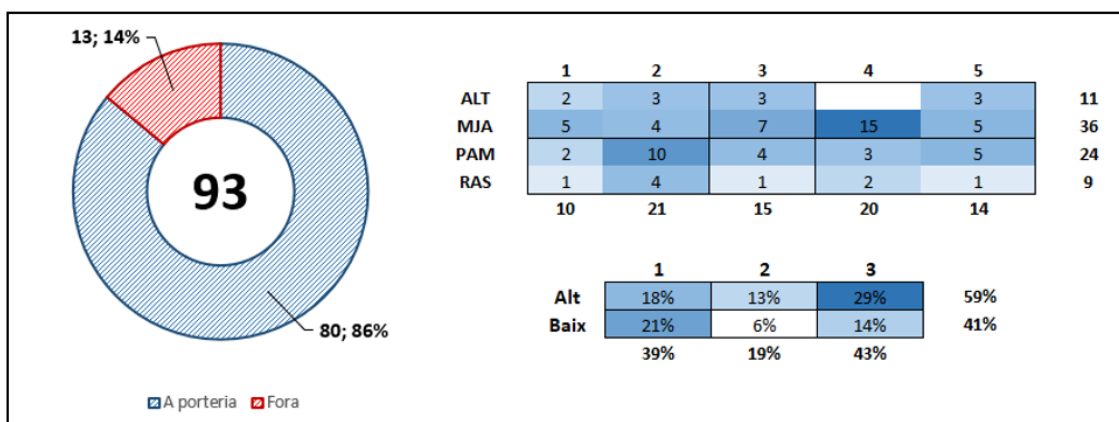 13; 14%
93
80; 86%
A porteria Fora
1 2 3 4 5
ALT 2 3 3 3 11
MJA 5 4 7 15 5 36
PAM 2 10 4 3 5 24
RAS 1 4 1 2 1 9
10 21 15 20 14
1 2 3
Alt 18% 13% 29% 59%
Baix 21% 6% 14% 41%
39% 19% 43%